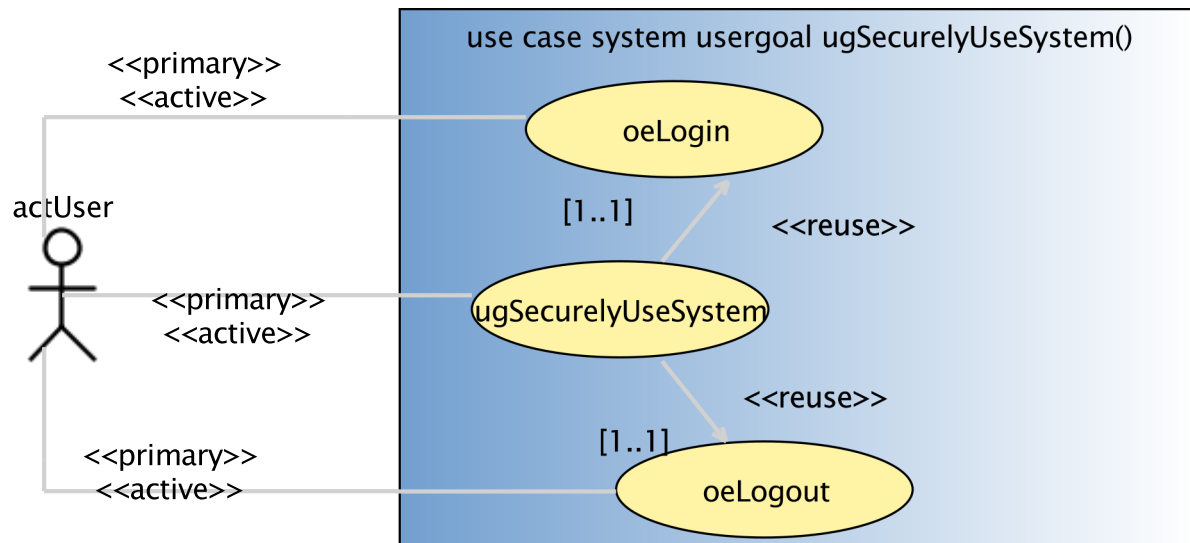 use case system usergoal ugSecurelyUseSystem()
<<primary>>
<<active>>
oeLogin
actUser
[1..1]
<<reuse>>
<<primary>>
<<active>>
ugSecurelyUseSystem
<<reuse>>
[1..1]
<<primary>>
<<active>>
oeLogout